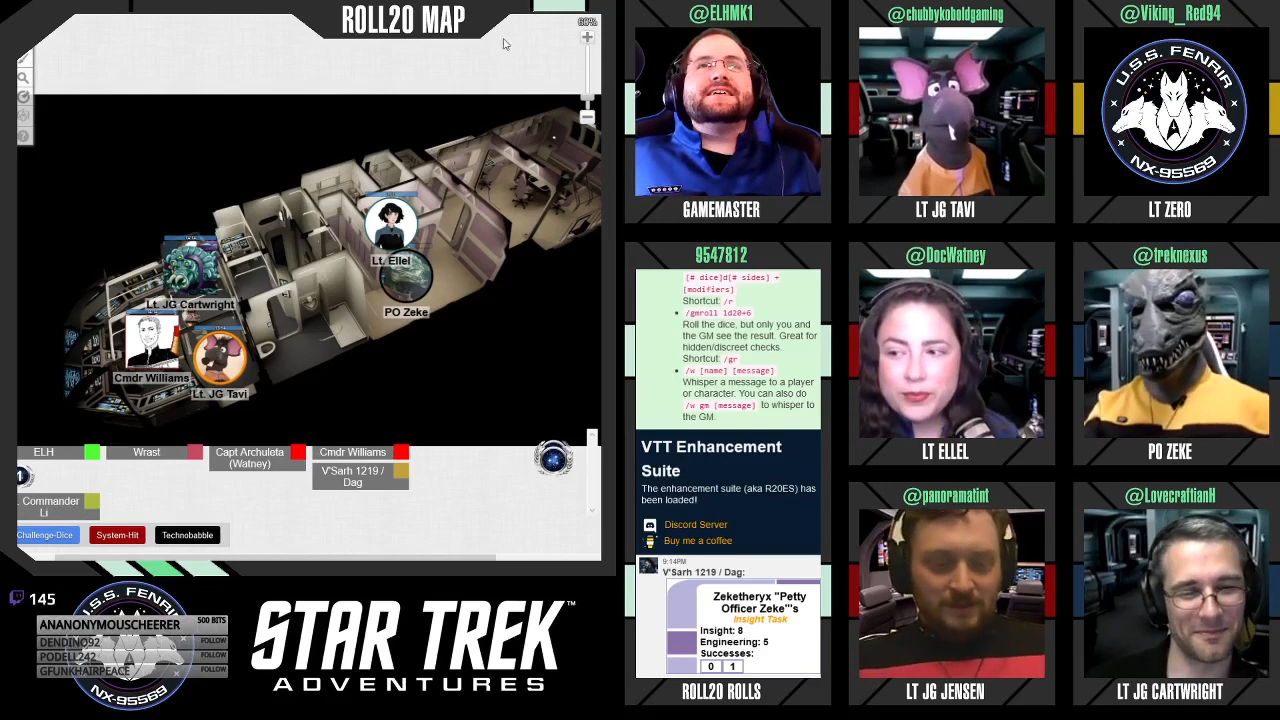 ROLL20 MAP
60%
Lt. Ellel
PO Zeke
Lt. JG Cartwright
Cmdr Williams
Lt. JG Tavi
ELH
Wrast
Capt Archuleta
(Watney)
Cmdr Williams
V'Sarh 1219 /
Dag
Commander
Li
Challenge-Dice
System-Hit
Technobabble
145
U.S.S. FENRIR
ANANONYMOUSCHEERER
500 BITS
DENDINO92
FOLLOW
PODELL242
FOLLOW
GFUNKHAIRPEACE
FOLLOW
NX-95569
STAR TREK™
ADVENTURES
@ELHMK1
GAMEMASTER
@chubbykoboldgaming
LT JG TAVI
@Viking_Red94
U.S.S. FENRIR
NX-95569
LT ZERO
9547812
[# dice]d[# sides] +
[modifiers]
Shortcut: /r
/gmroll 1d20+6
Roll the dice, but only you and
the GM see the result. Great for
hidden/discreet checks.
Shortcut: /gr
/w [name] [message]
Whisper a message to a player
or character. You can also do
/w gm [message] to whisper to
the GM.
VTT Enhancement
Suite
The enhancement suite (aka R20ES) has
been loaded!
Discord Server
Buy me a coffee
9:14PM
V'Sarh 1219 / Dag:
Zeketheryx "Petty
Officer Zeke"'s
Insight Task
Insight: 8
Engineering: 5
Successes:
0 1
ROLL20 ROLLS
@DocWatney
LT ELLEL
@treknexus
PO ZEKE
@panoramatint
LT JG JENSEN
@LovecraftianH
LT JG CARTWRIGHT